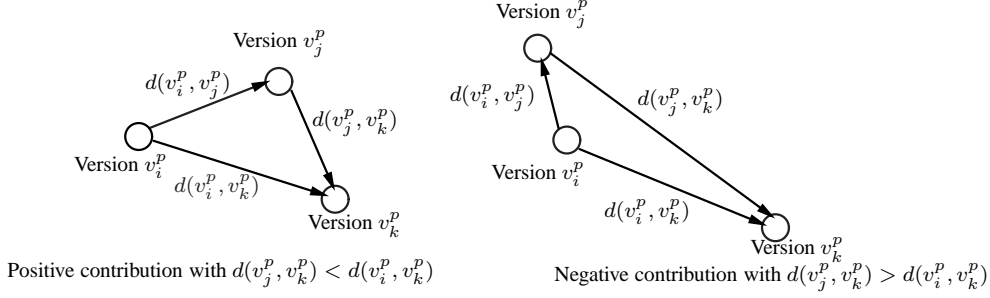 Version $v_j^p$
$d(v_i^p, v_j^p)$
$d(v_j^p, v_k^p)$
Version $v_i^p$
$d(v_i^p, v_k^p)$
Version $v_k^p$
Positive contribution with $d(v_j^p, v_k^p) < d(v_i^p, v_k^p)$
Version $v_j^p$
$d(v_i^p, v_j^p)$
$d(v_j^p, v_k^p)$
Version $v_i^p$
$d(v_i^p, v_k^p)$
Version $v_k^p$
Negative contribution with $d(v_j^p, v_k^p) > d(v_i^p, v_k^p)$